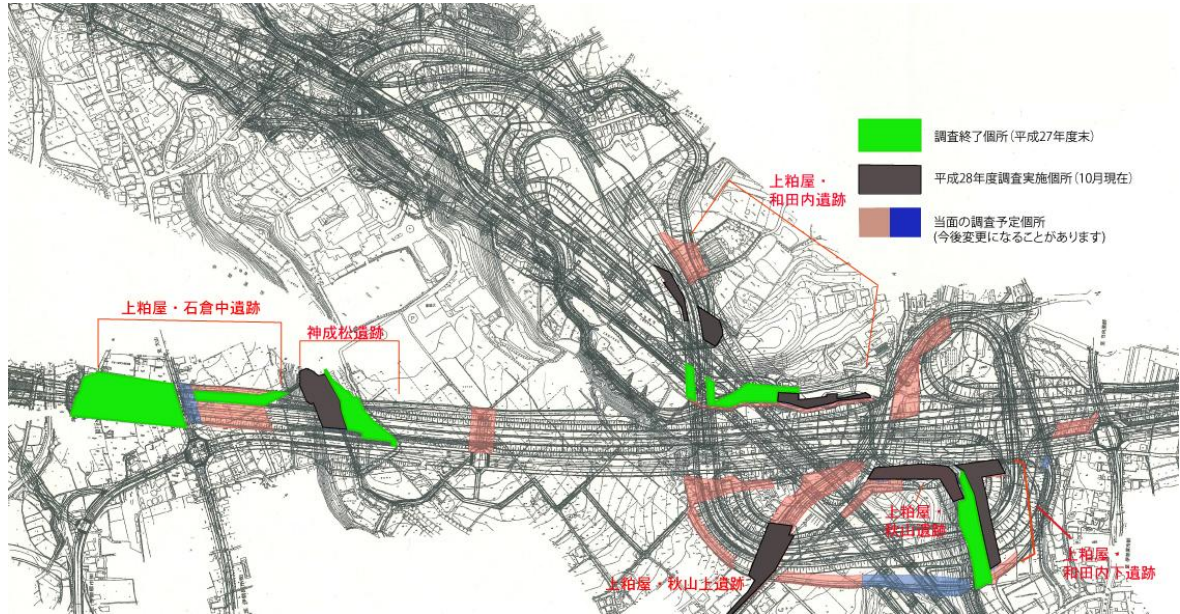 調査終了個所(平成27年度末)
平成28年度調査実施個所(10月現在)
当面の調査予定個所
(今後変更になることがあります)
上粕屋・
和田内遺跡
上粕屋・石倉中遺跡
神成松遺跡
上粕屋・
秋山遺跡
上粕屋・
和田内下遺跡
上粕屋・秋山上遺跡